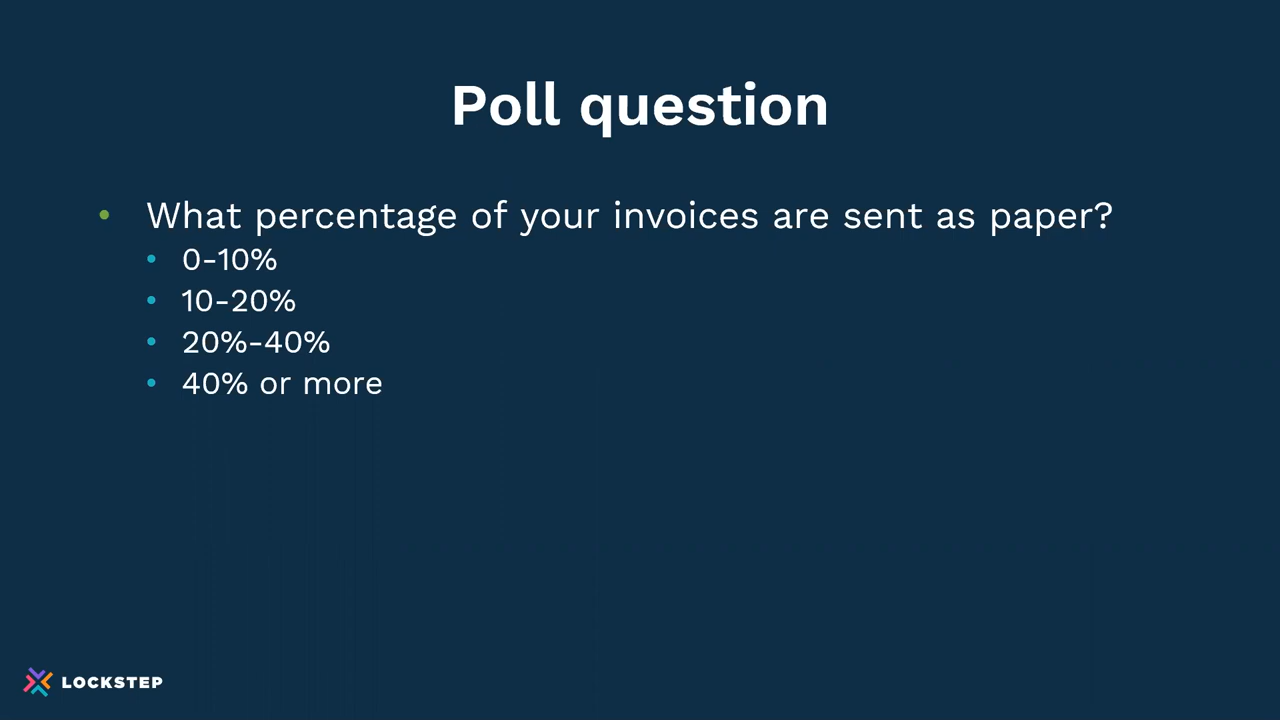 Poll question
• What percentage of your invoices are sent as paper?
• 0-10%
• 10-20%
• 20%-40%
• 40% or more
LOCKSTEP